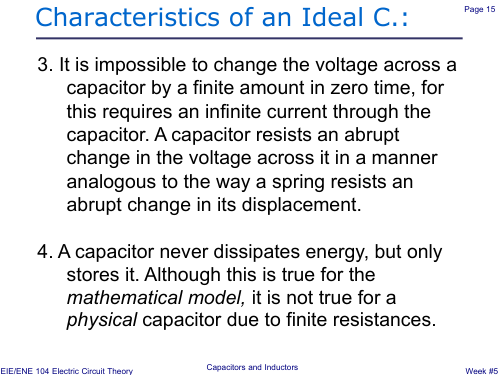 Characteristics of an Ideal C.:
Page 15
3. It is impossible to change the voltage across a
capacitor by a finite amount in zero time, for
this requires an infinite current through the
capacitor. A capacitor resists an abrupt
change in the voltage across it in a manner
analogous to the way a spring resists an
abrupt change in its displacement.
4. A capacitor never dissipates energy, but only
stores it. Although this is true for the
mathematical model, it is not true for a
physical capacitor due to finite resistances.
EIE/ENE 104 Electric Circuit Theory
Capacitors and Inductors
Week #5